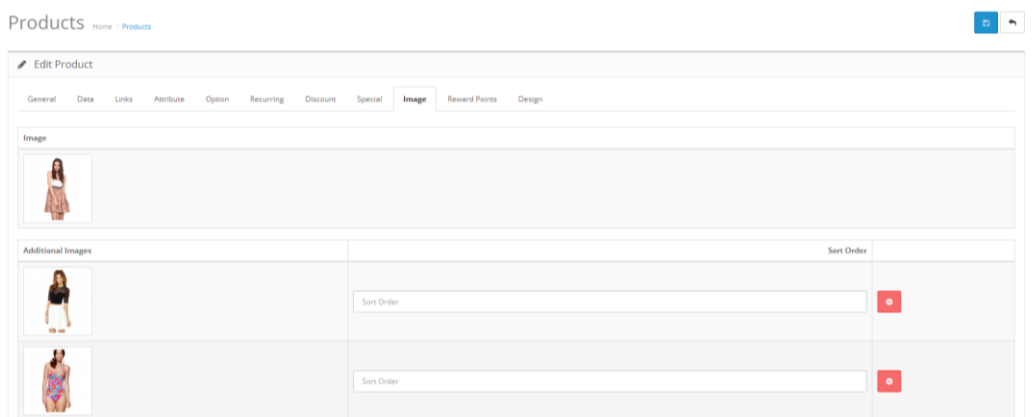 Products Home / Products
Edit Product
General Data Links Attribute Option Recurring Discount Special Image Reward Points Design
Image
Additional Images Sort Order
Sort Order
Sort Order